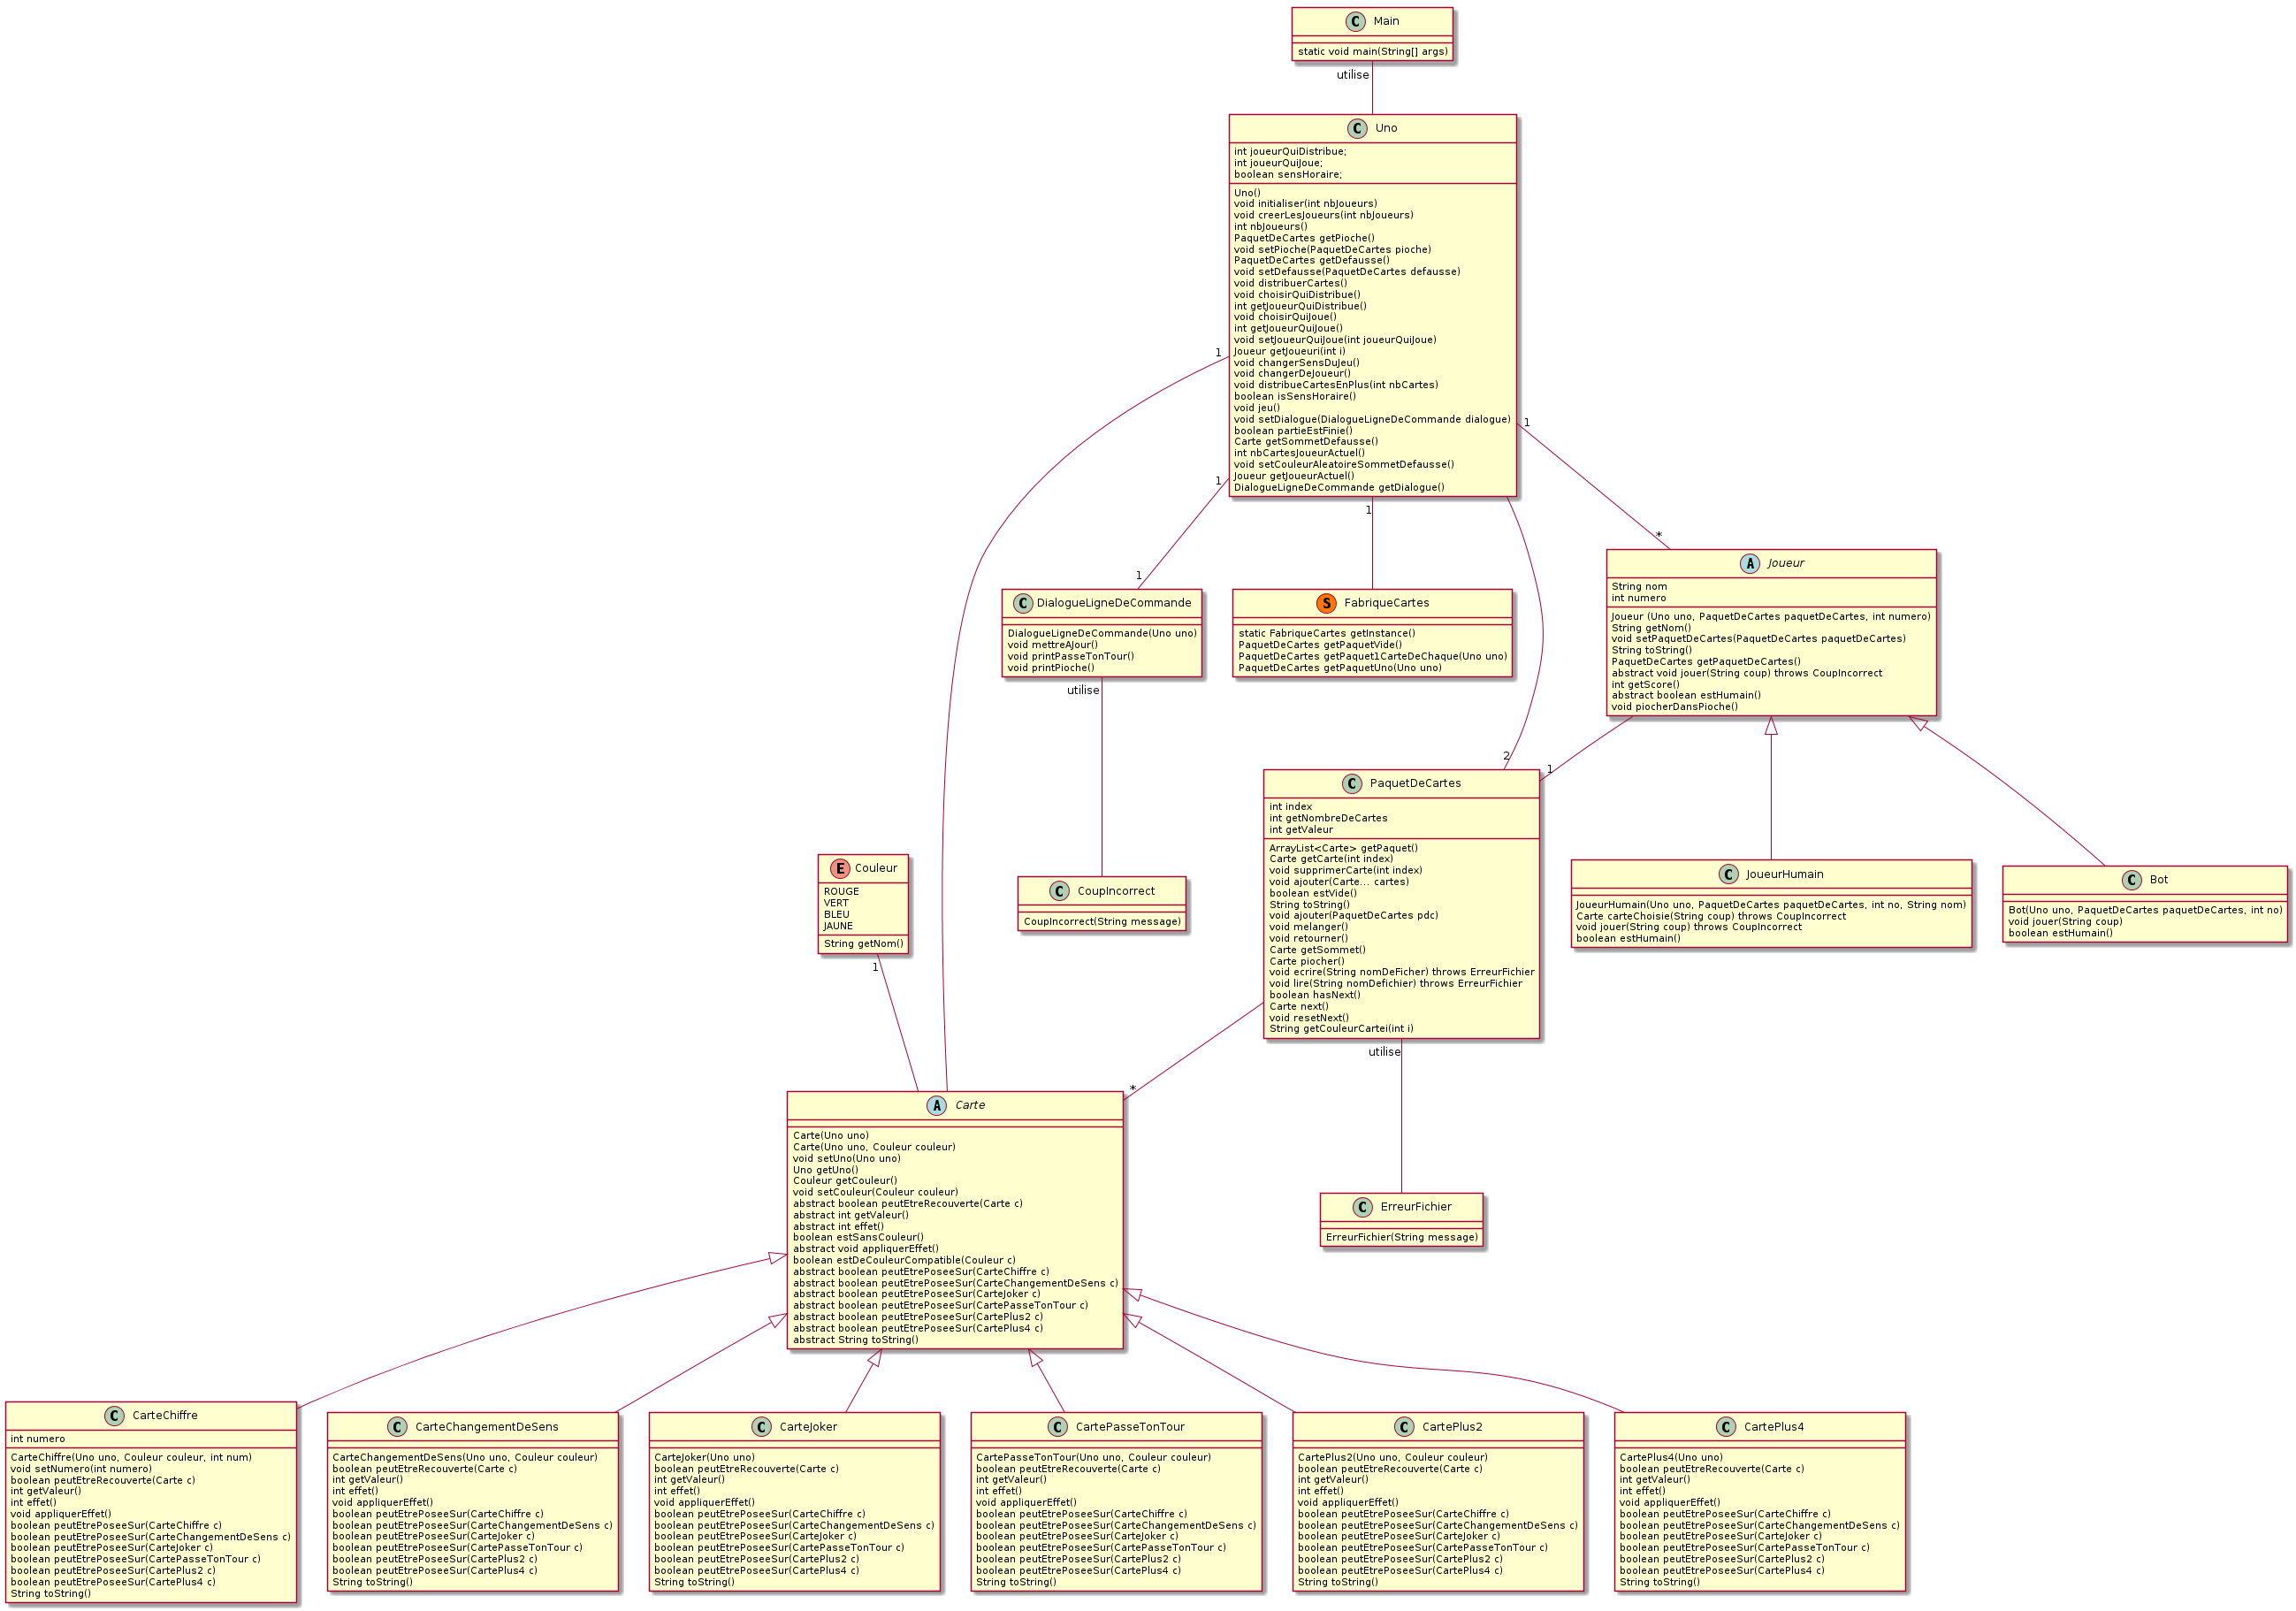 C Main
static void main(String[] args)
utilise
C Uno
int joueurQuiDistribue;
int joueurQuiJoue;
boolean sensHoraire;
Uno()
void initialiser(int nbJoueurs)
void creerLesJoueurs(int nbJoueurs)
int nbJoueurs()
PaquetDeCartes getPioche()
void setPioche(PaquetDeCartes pioche)
PaquetDeCartes getDefausse()
void setDefausse(PaquetDeCartes defausse)
void distribuerCartes()
void choisirQuiDistribue()
int getJoueurQuiDistribue()
void choisirQuiJoue()
int getJoueurQuiJoue()
void setJoueurQuiJoue(int joueurQuiJoue)
Joueur getJoueuri(int i)
void changerSensDuJeu()
void changerDeJoueur()
void distribueCartesEnPlus(int nbCartes)
boolean isSensHoraire()
void jeu()
void setDialogue(DialogueLigneDeCommande dialogue)
boolean partieEstFinie()
Carte getSommetDefausse()
int nbCartesJoueurActuel()
void setCouleurAleatoireSommetDefausse()
Joueur getJoueurActuel()
DialogueLigneDeCommande getDialogue()
1
1
1
1
1
*
2
C DialogueLigneDeCommande
DialogueLigneDeCommande(Uno uno)
void mettreAJour()
void printPasseTonTour()
void printPioche()
utilise
S FabriqueCartes
static FabriqueCartes getInstance()
PaquetDeCartes getPaquetVide()
PaquetDeCartes getPaquet1CarteDeChaque(Uno uno)
PaquetDeCartes getPaquetUno(Uno uno)
A Joueur
String nom
int numero
Joueur (Uno uno, PaquetDeCartes paquetDeCartes, int numero)
String getNom()
void setPaquetDeCartes(PaquetDeCartes paquetDeCartes)
String toString()
PaquetDeCartes getPaquetDeCartes()
abstract void jouer(String coup) throws CoupIncorrect
int getScore()
abstract boolean estHumain()
void piocherDansPioche()
1
C PaquetDeCartes
int index
int getNombreDeCartes
int getValeur
ArrayList<Carte> getPaquet()
Carte getCarte(int index)
void supprimerCarte(int index)
void ajouter(Carte... cartes)
boolean estVide()
String toString()
void ajouter(PaquetDeCartes pdc)
void melanger()
void retourner()
Carte getSommet()
Carte piocher()
void ecrire(String nomDeFicher) throws ErreurFichier
void lire(String nomDefichier) throws ErreurFichier
boolean hasNext()
Carte next()
void resetNext()
String getCouleurCartei(int i)
utilise
*
E Couleur
ROUGE
VERT
BLEU
JAUNE
String getNom()
1
C CoupIncorrect
CoupIncorrect(String message)
C JoueurHumain
JoueurHumain(Uno uno, PaquetDeCartes paquetDeCartes, int no, String nom)
Carte carteChoisie(String coup) throws CoupIncorrect
void jouer(String coup) throws CoupIncorrect
boolean estHumain()
C Bot
Bot(Uno uno, PaquetDeCartes paquetDeCartes, int no)
void jouer(String coup)
boolean estHumain()
A Carte
Carte(Uno uno)
Carte(Uno uno, Couleur couleur)
void setUno(Uno uno)
Uno getUno()
Couleur getCouleur()
void setCouleur(Couleur couleur)
abstract boolean peutEtreRecouverte(Carte c)
abstract int getValeur()
abstract int effet()
boolean estSansCouleur()
abstract void appliquerEffet()
boolean estDeCouleurCompatible(Couleur c)
abstract boolean peutEtrePoseeSur(CarteChiffre c)
abstract boolean peutEtrePoseeSur(CarteChangementDeSens c)
abstract boolean peutEtrePoseeSur(CarteJoker c)
abstract boolean peutEtrePoseeSur(CartePasseTonTour c)
abstract boolean peutEtrePoseeSur(CartePlus2 c)
abstract boolean peutEtrePoseeSur(CartePlus4 c)
abstract String toString()
C ErreurFichier
ErreurFichier(String message)
C CarteChiffre
int numero
CarteChiffre(Uno uno, Couleur couleur, int num)
void setNumero(int numero)
boolean peutEtreRecouverte(Carte c)
int getValeur()
int effet()
void appliquerEffet()
boolean peutEtrePoseeSur(CarteChiffre c)
boolean peutEtrePoseeSur(CarteChangementDeSens c)
boolean peutEtrePoseeSur(CarteJoker c)
boolean peutEtrePoseeSur(CartePasseTonTour c)
boolean peutEtrePoseeSur(CartePlus2 c)
boolean peutEtrePoseeSur(CartePlus4 c)
String toString()
C CarteChangementDeSens
CarteChangementDeSens(Uno uno, Couleur couleur)
boolean peutEtreRecouverte(Carte c)
int getValeur()
int effet()
void appliquerEffet()
boolean peutEtrePoseeSur(CarteChiffre c)
boolean peutEtrePoseeSur(CarteChangementDeSens c)
boolean peutEtrePoseeSur(CarteJoker c)
boolean peutEtrePoseeSur(CartePasseTonTour c)
boolean peutEtrePoseeSur(CartePlus2 c)
boolean peutEtrePoseeSur(CartePlus4 c)
String toString()
C CarteJoker
CarteJoker(Uno uno)
boolean peutEtreRecouverte(Carte c)
int getValeur()
int effet()
void appliquerEffet()
boolean peutEtrePoseeSur(CarteChiffre c)
boolean peutEtrePoseeSur(CarteChangementDeSens c)
boolean peutEtrePoseeSur(CarteJoker c)
boolean peutEtrePoseeSur(CartePasseTonTour c)
boolean peutEtrePoseeSur(CartePlus2 c)
boolean peutEtrePoseeSur(CartePlus4 c)
String toString()
C CartePasseTonTour
CartePasseTonTour(Uno uno, Couleur couleur)
boolean peutEtreRecouverte(Carte c)
int getValeur()
int effet()
void appliquerEffet()
boolean peutEtrePoseeSur(CarteChiffre c)
boolean peutEtrePoseeSur(CarteChangementDeSens c)
boolean peutEtrePoseeSur(CarteJoker c)
boolean peutEtrePoseeSur(CartePasseTonTour c)
boolean peutEtrePoseeSur(CartePlus2 c)
boolean peutEtrePoseeSur(CartePlus4 c)
String toString()
C CartePlus2
CartePlus2(Uno uno, Couleur couleur)
boolean peutEtreRecouverte(Carte c)
int getValeur()
int effet()
void appliquerEffet()
boolean peutEtrePoseeSur(CarteChiffre c)
boolean peutEtrePoseeSur(CarteChangementDeSens c)
boolean peutEtrePoseeSur(CarteJoker c)
boolean peutEtrePoseeSur(CartePasseTonTour c)
boolean peutEtrePoseeSur(CartePlus2 c)
boolean peutEtrePoseeSur(CartePlus4 c)
String toString()
C CartePlus4
CartePlus4(Uno uno)
boolean peutEtreRecouverte(Carte c)
int getValeur()
int effet()
void appliquerEffet()
boolean peutEtrePoseeSur(CarteChiffre c)
boolean peutEtrePoseeSur(CarteChangementDeSens c)
boolean peutEtrePoseeSur(CarteJoker c)
boolean peutEtrePoseeSur(CartePasseTonTour c)
boolean peutEtrePoseeSur(CartePlus2 c)
boolean peutEtrePoseeSur(CartePlus4 c)
String toString()